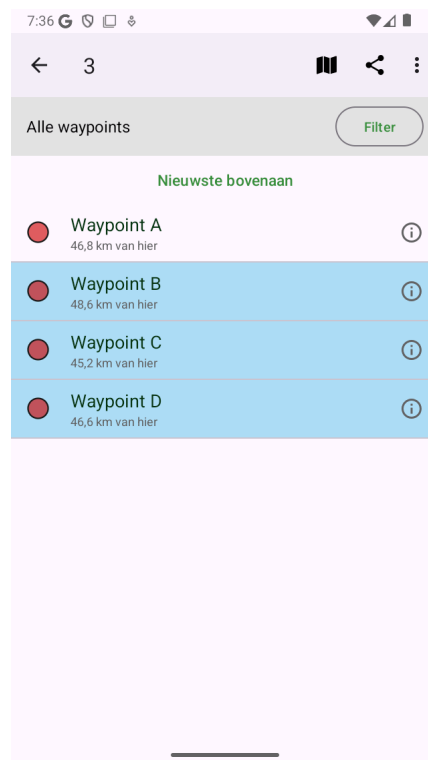 7:36
3
Alle waypoints
Filter
Nieuwste bovenaan
Waypoint A
46,8 km van hier
Waypoint B
48,6 km van hier
Waypoint C
45,2 km van hier
Waypoint D
46,6 km van hier